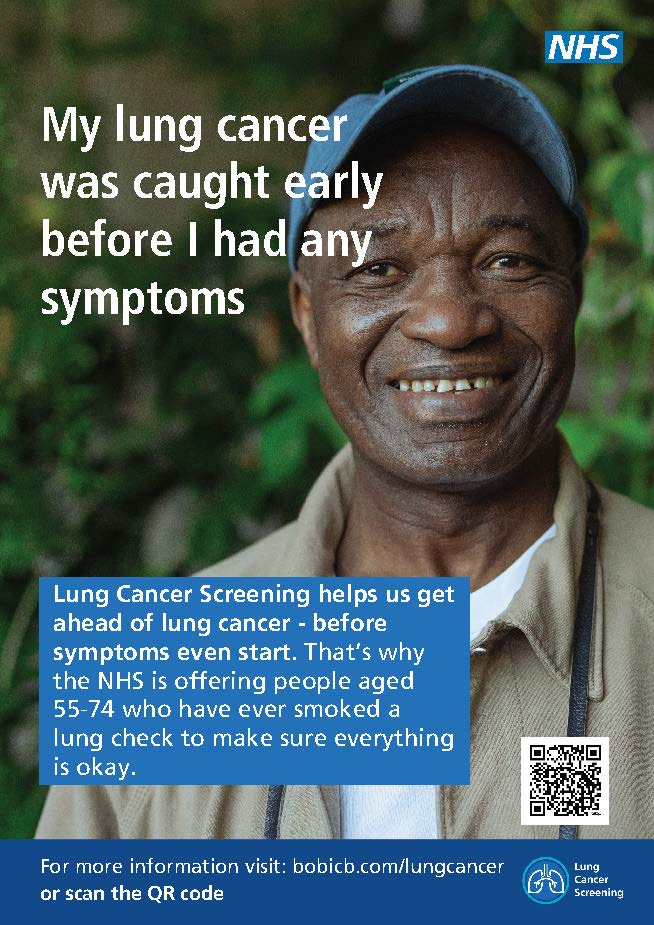 NHS
My lung cancer
was caught early
before I had any
symptoms
Lung Cancer Screening helps us get
ahead of lung cancer - before
symptoms even start. That's why
the NHS is offering people aged
55-74 who have ever smoked a
lung check to make sure everything
is okay.
For more information visit: bobicb.com/lungcancer
or scan the QR code
Lung
Cancer
Screening